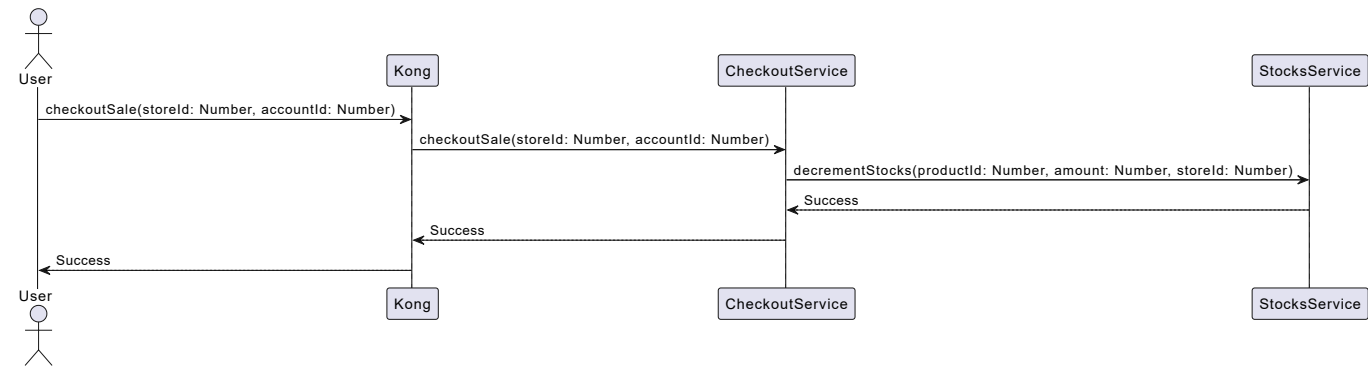 User
Kong
CheckoutService
StocksService
checkoutSale(storeId: Number, accountId: Number)
checkoutSale(storeId: Number, accountId: Number)
decrementStocks(productId: Number, amount: Number, storeId: Number)
Success
Success
Success
User
Kong
CheckoutService
StocksService